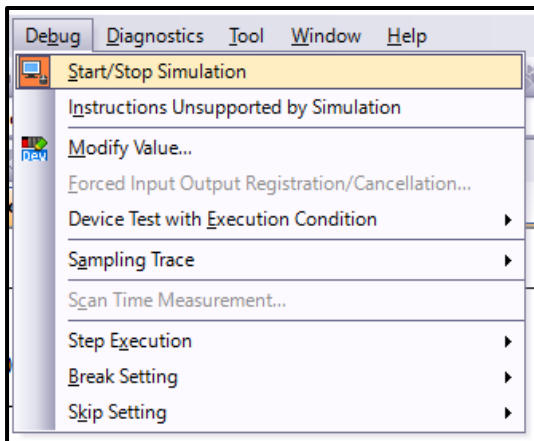 Debug Diagnostics Tool Window Help
Start/Stop Simulation
Instructions Unsupported by Simulation
Dev
Modify Value...
Forced Input Output Registration/Cancellation...
Device Test with Execution Condition
Sampling Trace
Scan Time Measurement...
Step Execution
Break Setting
Skip Setting